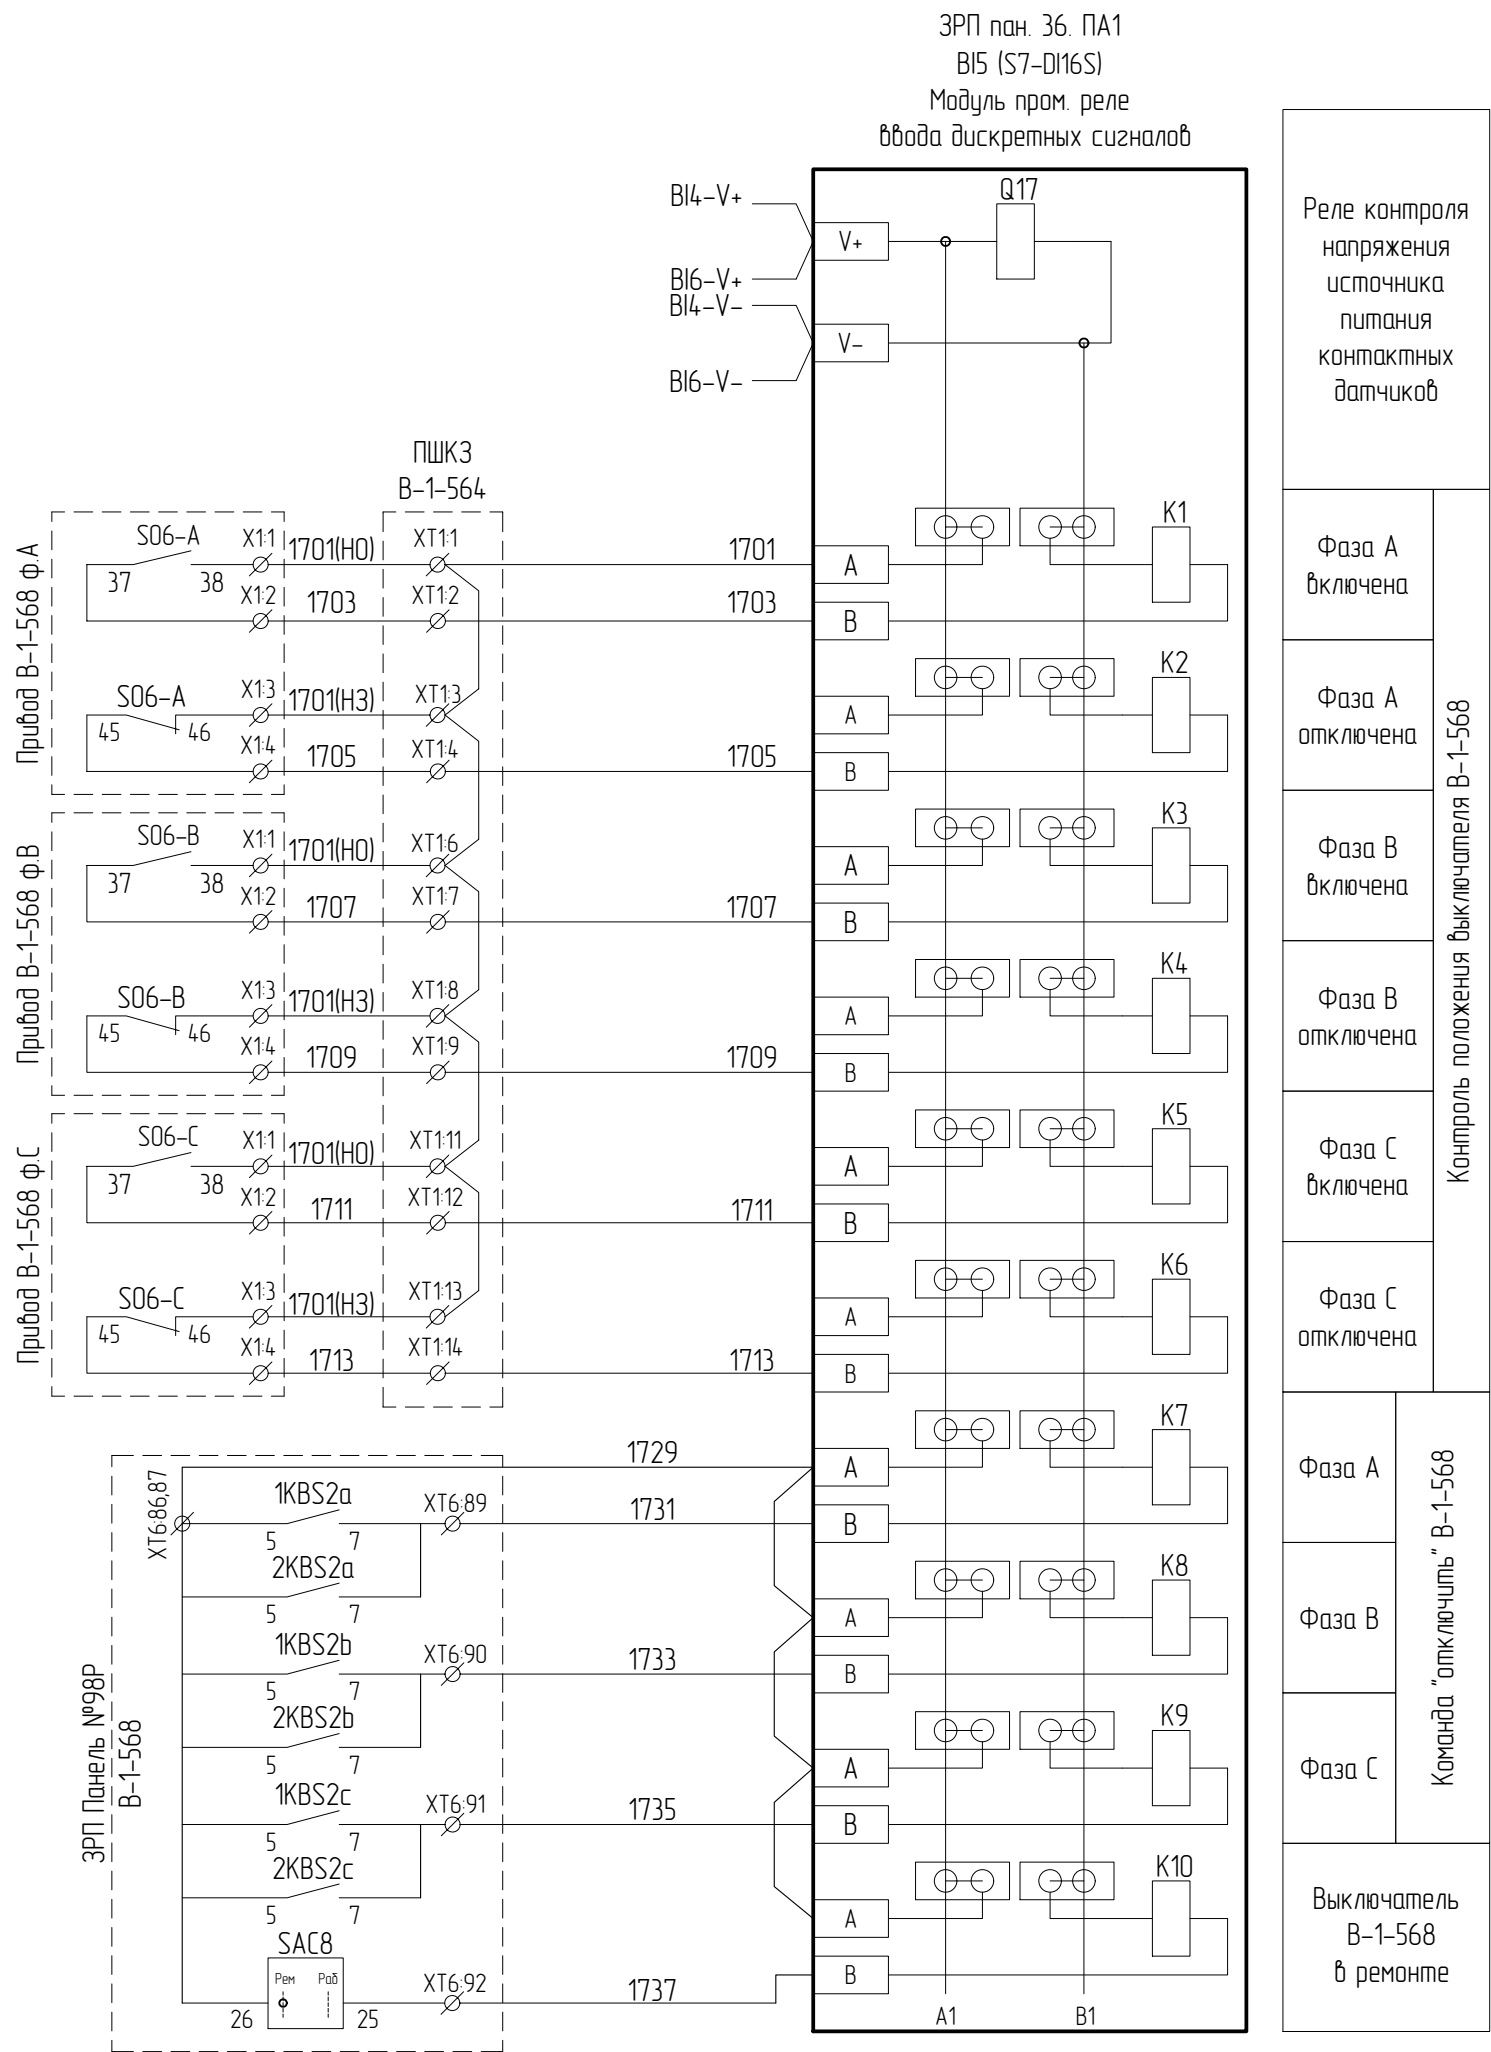 ЗРП пан. 36. ПА1
BI5 (S7-DI16S)
Модуль пром. реле
ввода дискретных сигналов
Q17
BI4-V+
V+
BI6-V+
BI4-V-
V-
BI6-V-
Реле контроля
напряжения
источника
питания
контактных
датчиков
ПШКЗ
В-1-564
Привод В-1-568 ф.А
S06-A
37
38
X1:1
1701(НО)
XT1:1
1701
A
K1
Фаза А
включена
X1:2
1703
XT1:2
1703
B
S06-A
45
46
X1:3
1701(НЗ)
XT1:3
A
K2
Фаза А
отключена
X1:4
1705
XT1:4
1705
B
Привод В-1-568 ф.В
S06-B
37
38
X1:1
1701(НО)
XT1:6
A
K3
Фаза В
включена
X1:2
1707
XT1:7
1707
B
S06-B
45
46
X1:3
1701(НЗ)
XT1:8
A
K4
Фаза В
отключена
X1:4
1709
XT1:9
1709
B
Привод В-1-568 ф.С
S06-C
37
38
X1:1
1701(НО)
XT1:11
A
K5
Фаза С
включена
X1:2
1711
XT1:12
1711
B
S06-C
45
46
X1:3
1701(НЗ)
XT1:13
A
K6
Фаза С
отключена
X1:4
1713
XT1:14
1713
B
Контроль положения выключателя В-1-568
ЗРП Панель №98Р
В-1-568
XT6:86,87
1729
A
K7
Фаза А
1KBS2a
5
7
XT6:89
1731
B
2KBS2a
5
7
A
K8
Фаза В
1KBS2b
5
7
XT6:90
1733
B
2KBS2b
5
7
A
K9
Фаза С
1KBS2c
5
7
XT6:91
1735
B
2KBS2c
5
7
Команда "отключить" В-1-568
A
K10
Выключатель
В-1-568
в ремонте
SAC8
Рем
Раб
26
25
XT6:92
1737
B
A1
B1